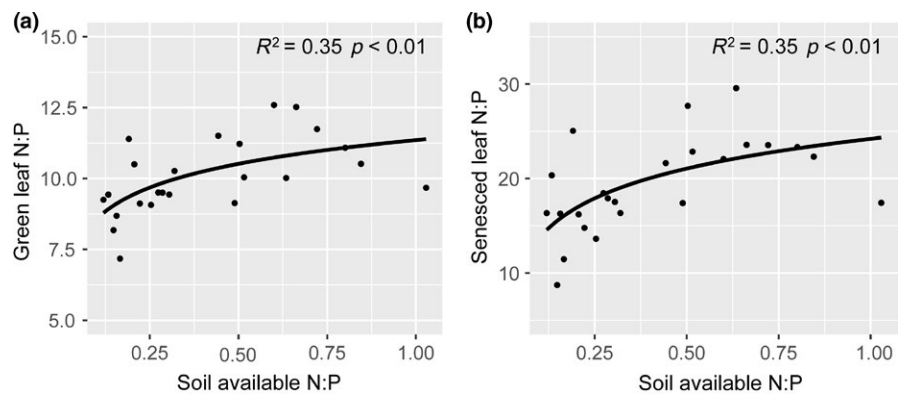 (a)
R² = 0.35 p < 0.01
15.0
12.5
10.0
7.5
5.0
Green leaf N:P
0.25 0.50 0.75 1.00
Soil available N:P
(b)
R² = 0.35 p < 0.01
30
20
10
Senesced leaf N:P
0.25 0.50 0.75 1.00
Soil available N:P